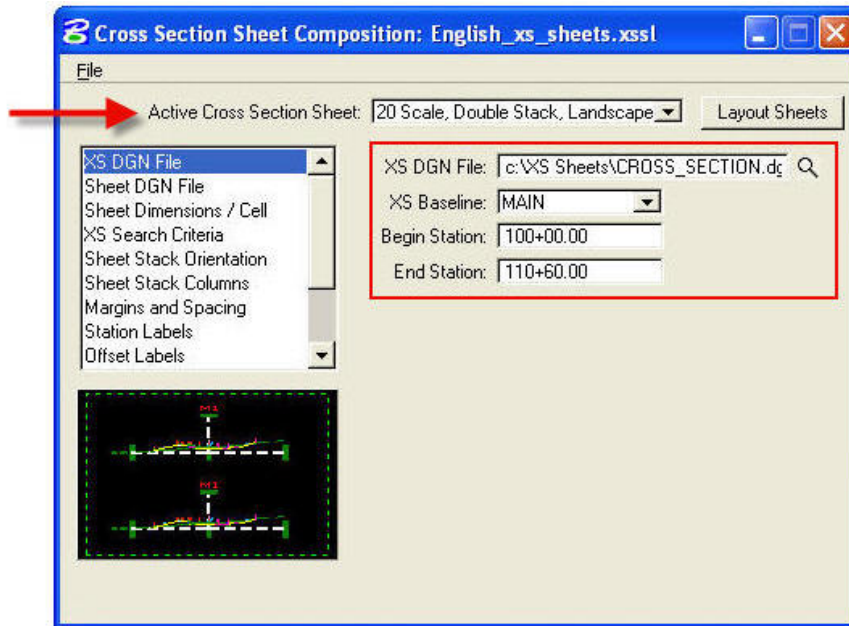 Cross Section Sheet Composition: English_xs_sheets.xssl
File
Active Cross Section Sheet: 20 Scale, Double Stack, Landscape Layout Sheets
XS DGN File
Sheet DGN File
Sheet Dimensions / Cell
XS Search Criteria
Sheet Stack Orientation
Sheet Stack Columns
Margins and Spacing
Station Labels
Offset Labels
XS DGN File: c:\XS Sheets\CROSS_SECTION.dg
XS Baseline: MAIN
Begin Station: 100+00.00
End Station: 110+60.00